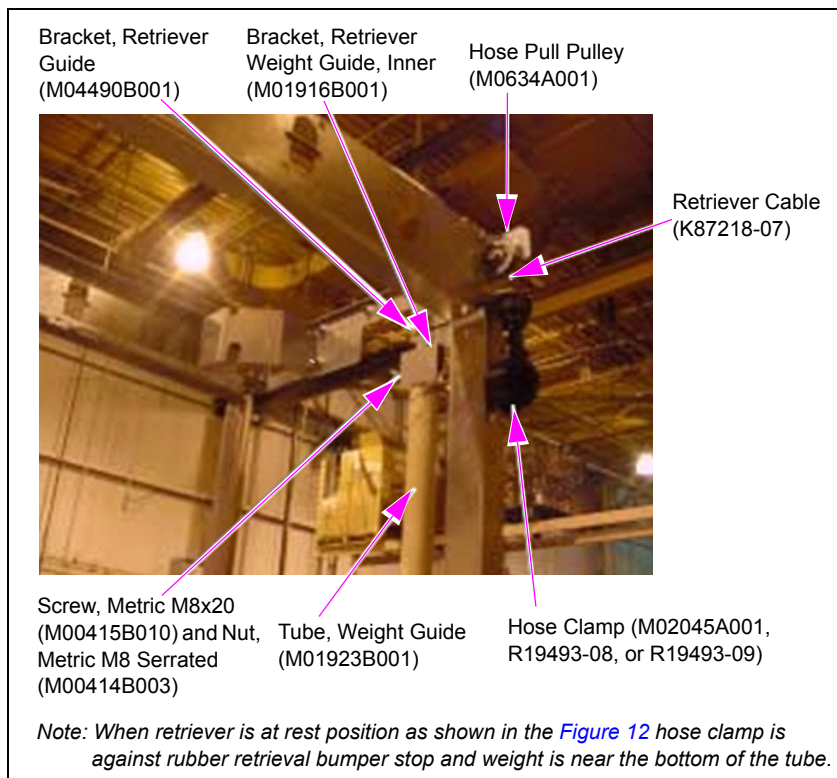 Bracket, Retriever
Guide
(M04490B001)
Bracket, Retriever
Weight Guide, Inner
(M01916B001)
Hose Pull Pulley
(M0634A001)
Retriever Cable
(K87218-07)
Screw, Metric M8x20
(M00415B010) and Nut,
Metric M8 Serrated
(M00414B003)
Tube, Weight Guide
(M01923B001)
Hose Clamp (M02045A001,
R19493-08, or R19493-09)
Note: When retriever is at rest position as shown in the Figure 12 hose clamp is
against rubber retrieval bumper stop and weight is near the bottom of the tube.